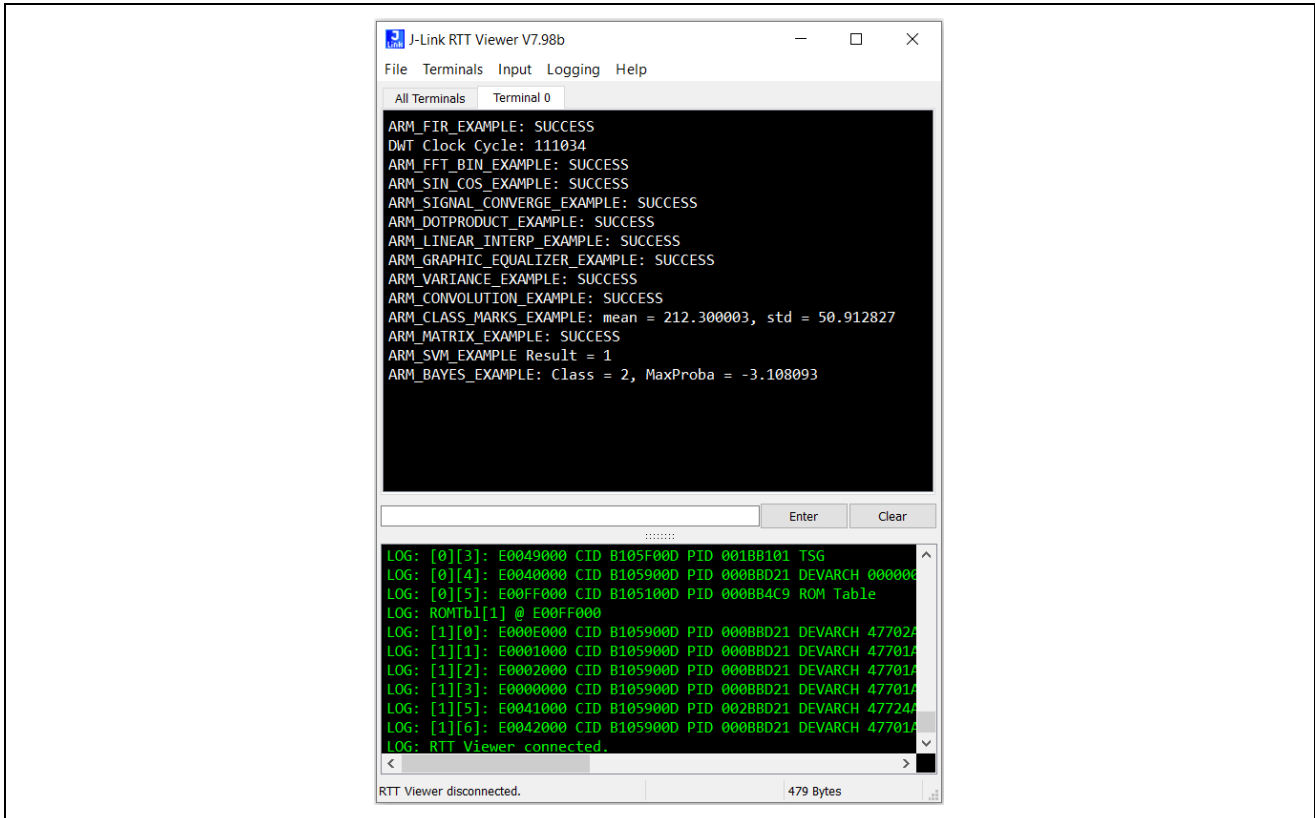 J-Link RTT Viewer V7.98b
File Terminals Input Logging Help
All Terminals Terminal 0
ARM_FIR_EXAMPLE: SUCCESS
DWT Clock Cycle: 111034
ARM_FFT_BIN_EXAMPLE: SUCCESS
ARM_SIN_COS_EXAMPLE: SUCCESS
ARM_SIGNAL_CONVERGE_EXAMPLE: SUCCESS
ARM_DOTPRODUCT_EXAMPLE: SUCCESS
ARM_LINEAR_INTERP_EXAMPLE: SUCCESS
ARM_GRAPHIC_EQUALIZER_EXAMPLE: SUCCESS
ARM_VARIANCE_EXAMPLE: SUCCESS
ARM_CONVOLUTION_EXAMPLE: SUCCESS
ARM_CLASS_MARKS_EXAMPLE: mean = 212.300003, std = 50.912827
ARM_MATRIX_EXAMPLE: SUCCESS
ARM_SVM_EXAMPLE Result = 1
ARM_BAYES_EXAMPLE: Class = 2, MaxProba = -3.108093
Enter Clear
LOG: [0][3]: E0049000 CID B105F00D PID 001BB101 TSG
LOG: [0][4]: E0040000 CID B105900D PID 000BBD21 DEVARCH 000000
LOG: [0][5]: E00FF000 CID B105100D PID 000BB4C9 ROM Table
LOG: ROMTbl[1] @ E00FF000
LOG: [1][0]: E000E000 CID B105900D PID 000BBD21 DEVARCH 47702A
LOG: [1][1]: E0001000 CID B105900D PID 000BBD21 DEVARCH 47701A
LOG: [1][2]: E0002000 CID B105900D PID 000BBD21 DEVARCH 47701A
LOG: [1][3]: E0000000 CID B105900D PID 000BBD21 DEVARCH 47701A
LOG: [1][5]: E0041000 CID B105900D PID 002BBD21 DEVARCH 47724A
LOG: [1][6]: E0042000 CID B105900D PID 000BBD21 DEVARCH 47701A
LOG: RTT Viewer connected.
RTT Viewer disconnected. 479 Bytes